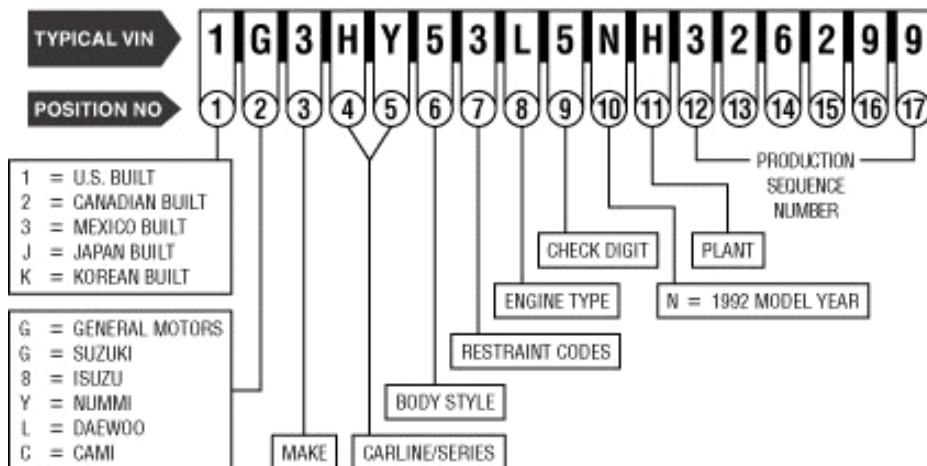 TYPICAL VIN
1 G 3 H Y 5 3 L 5 N H 3 2 6 2 9 9
POSITION NO
1 2 3 4 5 6 7 8 9 10 11 12 13 14 15 16 17
1 = U.S. BUILT
2 = CANADIAN BUILT
3 = MEXICO BUILT
J = JAPAN BUILT
K = KOREAN BUILT
PRODUCTION
SEQUENCE
NUMBER
CHECK DIGIT
PLANT
ENGINE TYPE
N = 1992 MODEL YEAR
G = GENERAL MOTORS
G = SUZUKI
8 = ISUZU
Y = NUMMI
L = DAEWOO
C = CAMI
RESTRAINT CODES
BODY STYLE
MAKE
CARLINE/SERIES